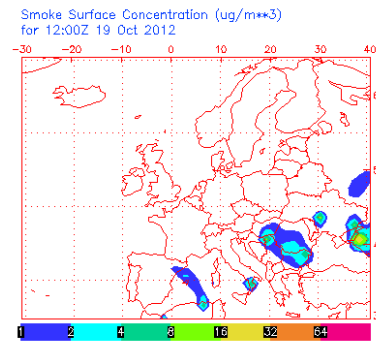 Smoke Surface Concentration (ug/m**3)
for 12:00Z 19 Oct 2012
-30 -20 -10 0 10 20 30 40
1 2 4 8 16 32 64